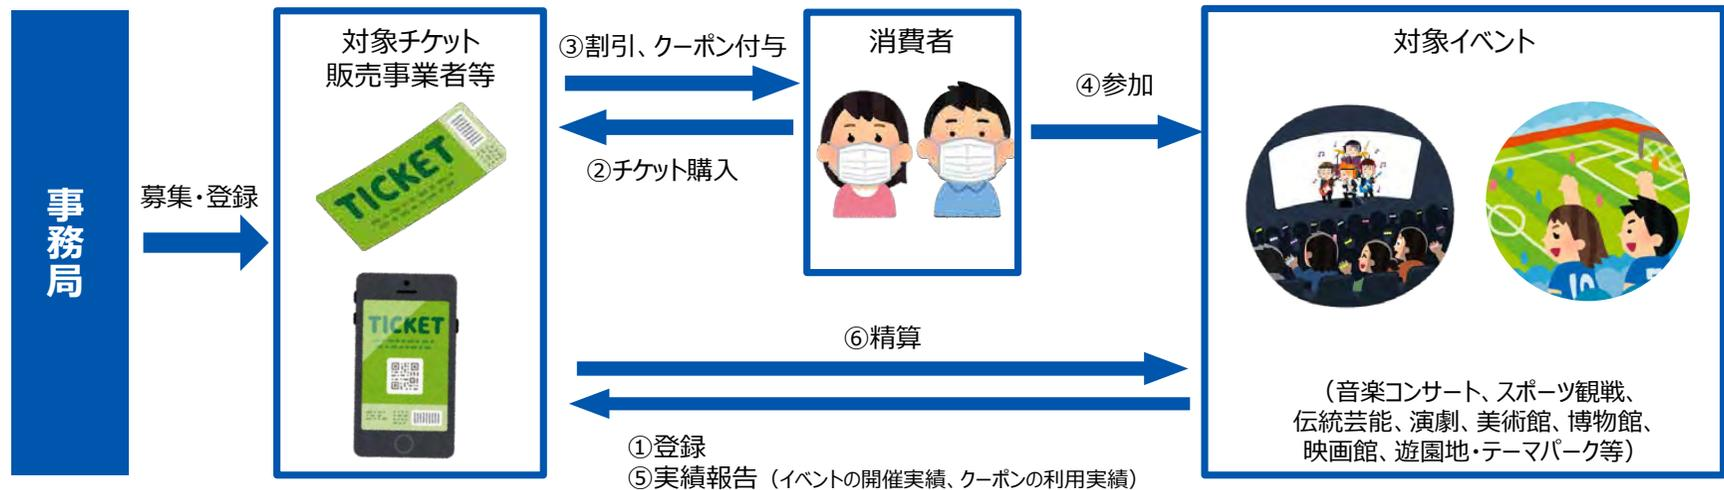 事務局
募集・登録
対象チケット
販売事業者等
TICKET
TICKET
③割引、クーポン付与
②チケット購入
消費者
④参加
対象イベント
10
（音楽コンサート、スポーツ観戦、
伝統芸能、演劇、美術館、博物館、
映画館、遊園地・テーマパーク等）
⑥精算
①登録
⑤実績報告（イベントの開催実績、クーポンの利用実績）